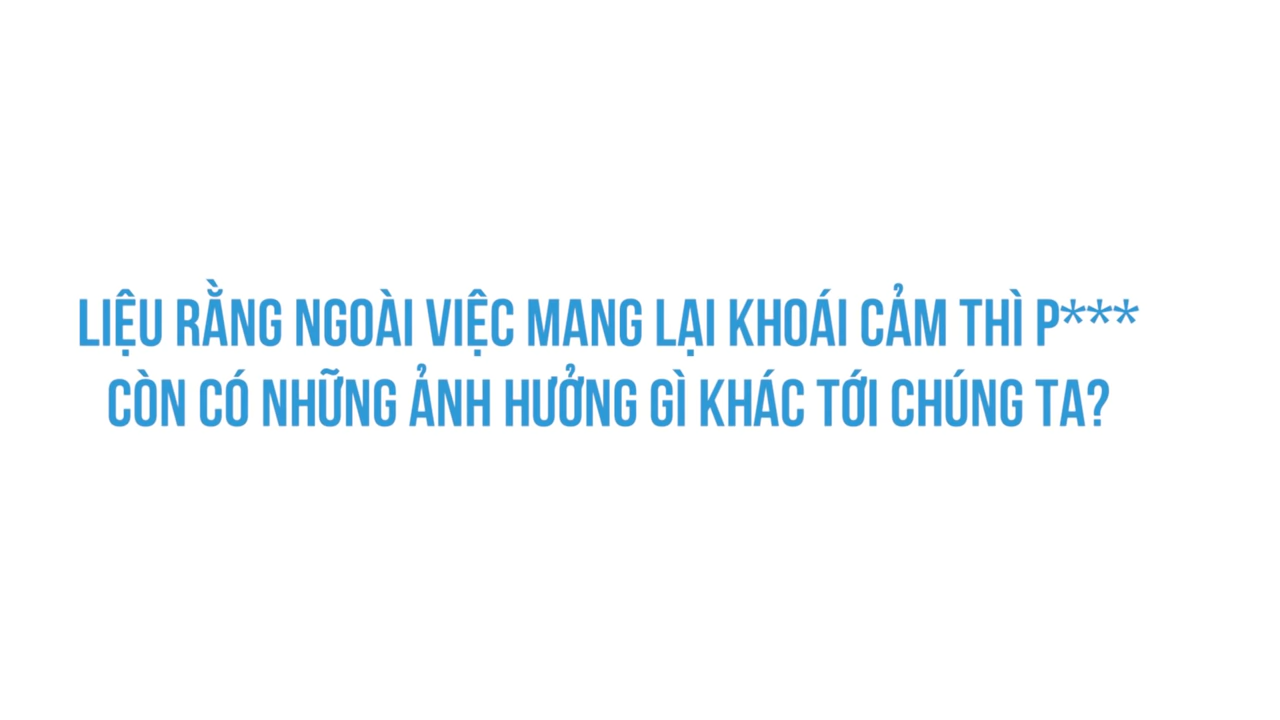 LIỆU RẰNG NGOÀI VIỆC MANG LẠI KHOÁI CẢM THÌ P***
CÒN CÓ NHỮNG ẢNH HƯỞNG GÌ KHÁC TỚI CHÚNG TA?